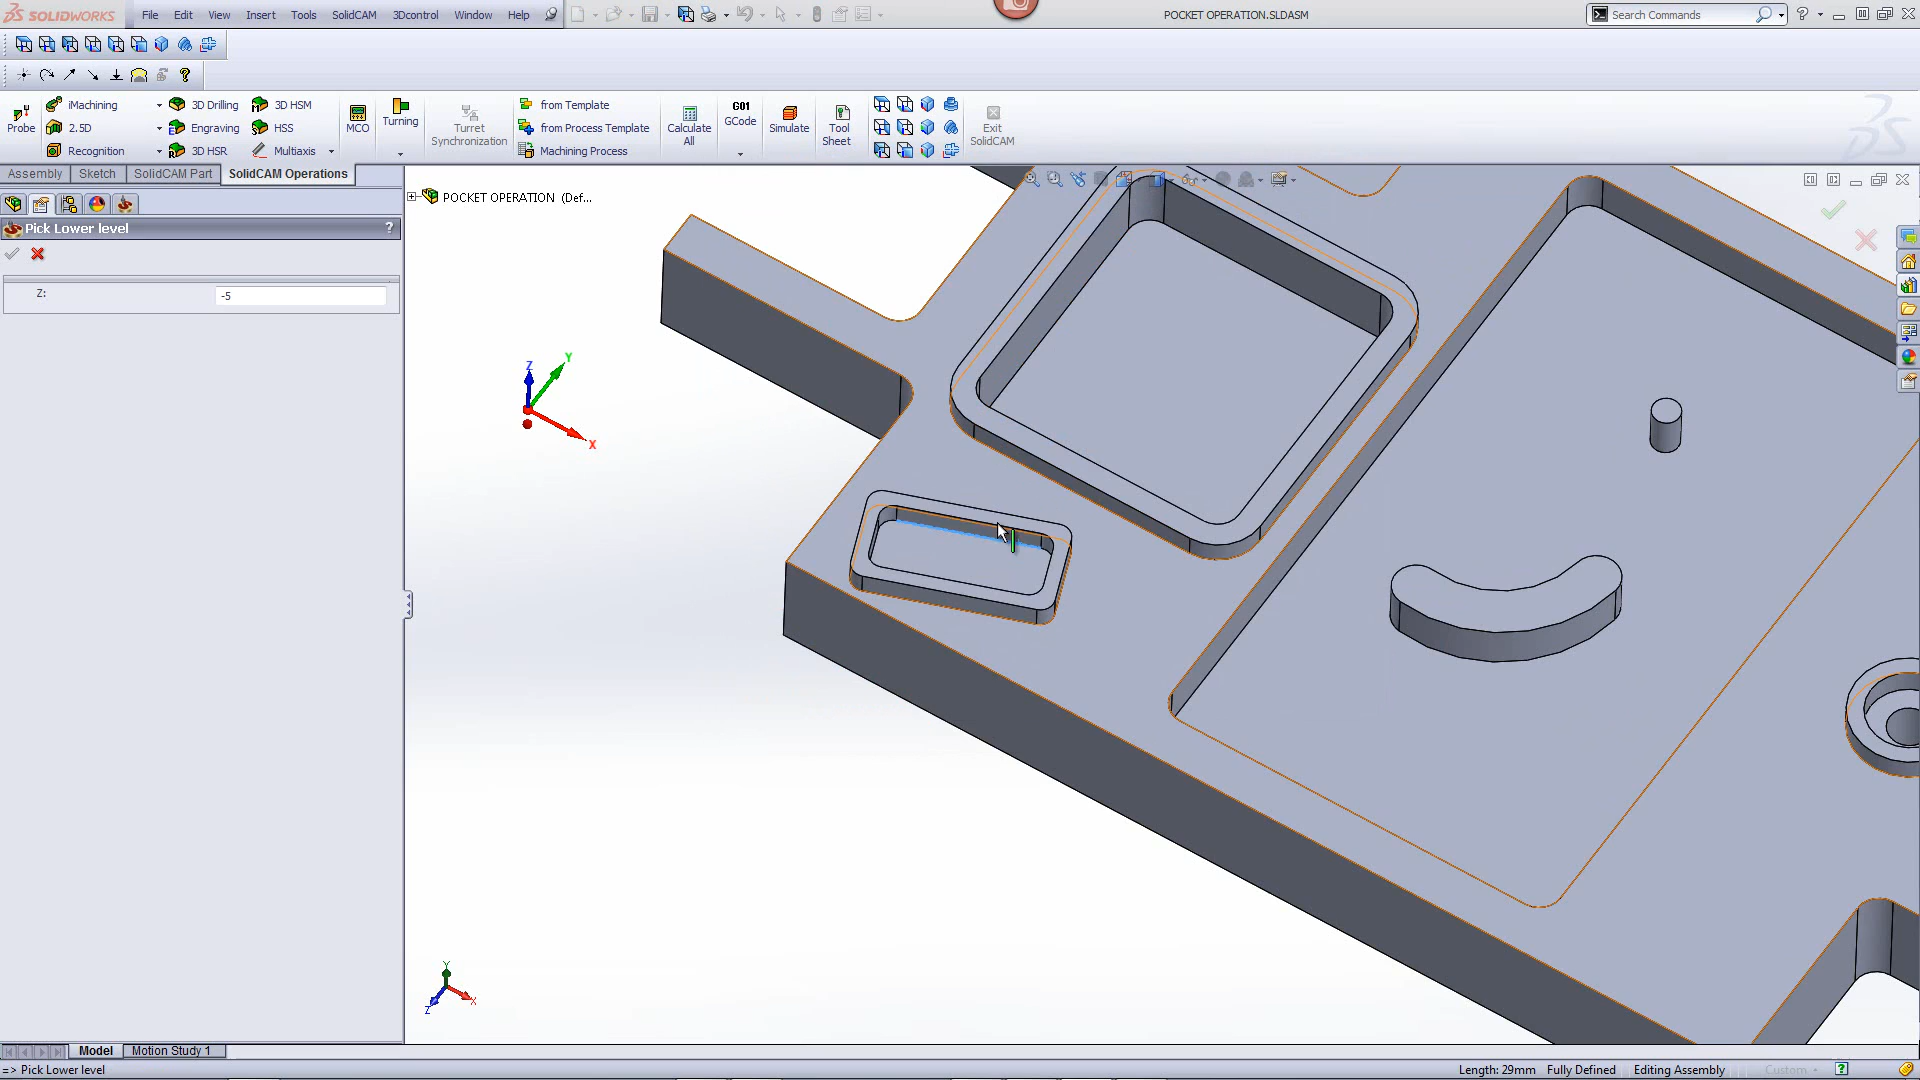 SOLIDWORKS File Edit View Insert Tools SolidCAM 3Dcontrol Window Help POCKET OPERATION.SLDASM Search Commands
Probe iMachining 3D Drilling 3D HSM MCO Turning Turret Synchronization from Template Calculate All G01 GCode Simulate Tool Sheet Exit SolidCAM
2.5D Engraving HSS from Process Template
Recognition 3D HSR Multiaxis Machining Process
Assembly Sketch SolidCAM Part SolidCAM Operations
POCKET OPERATION (Def...
Pick Lower level ?
Z: -5
Z Y
X
Y
Z X
Model Motion Study 1
=> Pick Lower level Length: 29mm Fully Defined Editing Assembly Custom